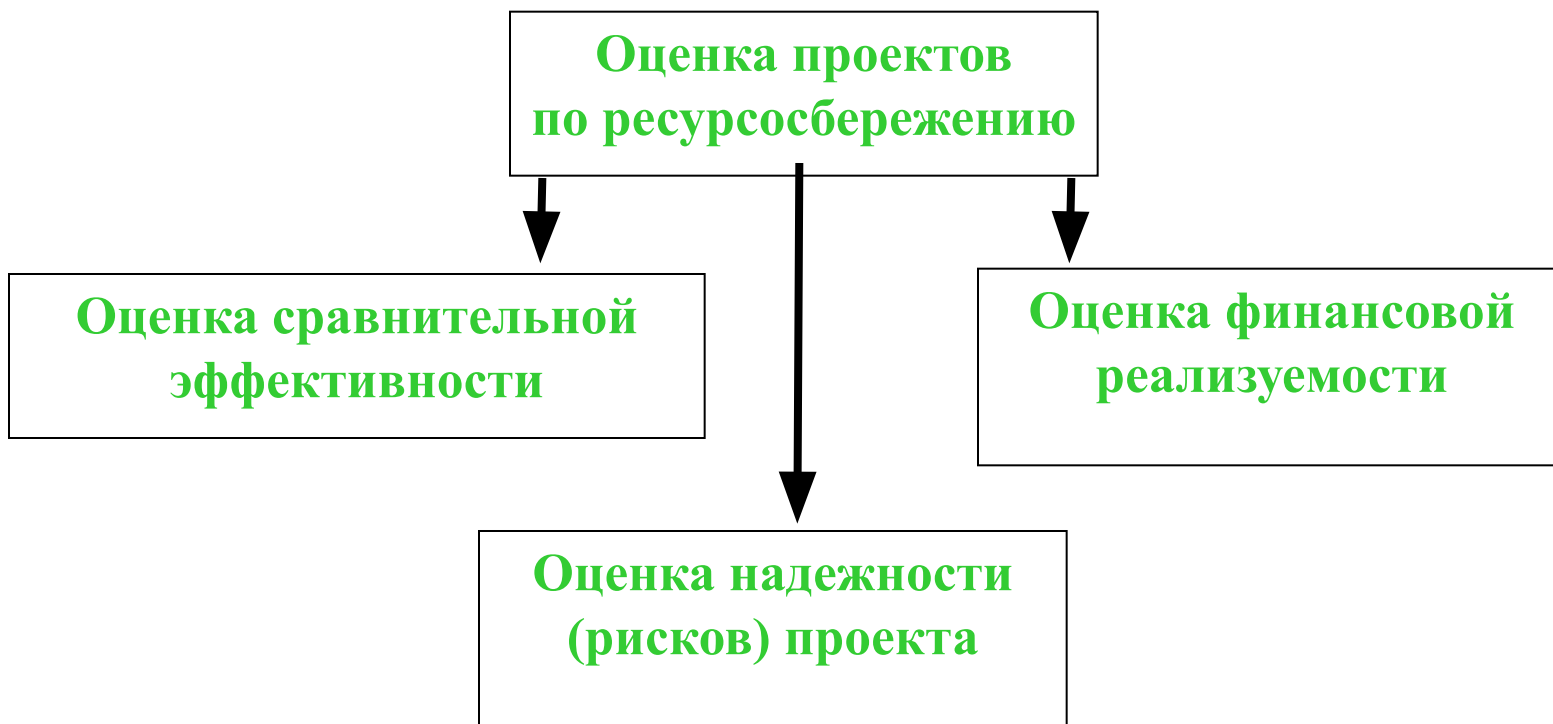 Оценка проектов
по ресурсосбережению
Оценка сравнительной
эффективности
Оценка финансовой
реализуемости
Оценка надежности
(рисков) проекта